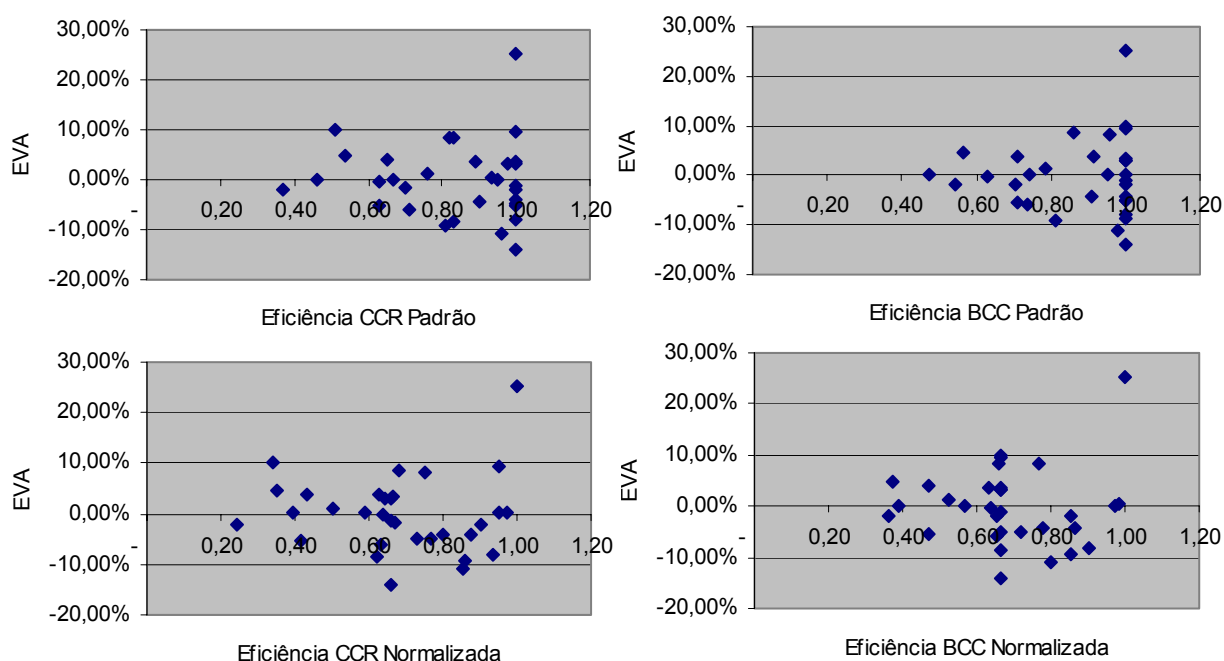 30,00%
20,00%
10,00%
0,00%
-10,00%
-20,00%
EVA
- 0,20 0,40 0,60 0,80 1,00 1,20
Eficiência CCR Padrão
30,00%
20,00%
10,00%
0,00%
-10,00%
-20,00%
EVA
- 0,20 0,40 0,60 0,80 1,00 1,20
Eficiência BCC Padrão
30,00%
20,00%
10,00%
0,00%
-10,00%
-20,00%
EVA
- 0,20 0,40 0,60 0,80 1,00 1,20
Eficiência CCR Normalizada
30,00%
20,00%
10,00%
0,00%
-10,00%
-20,00%
EVA
- 0,20 0,40 0,60 0,80 1,00 1,20
Eficiência BCC Normalizada